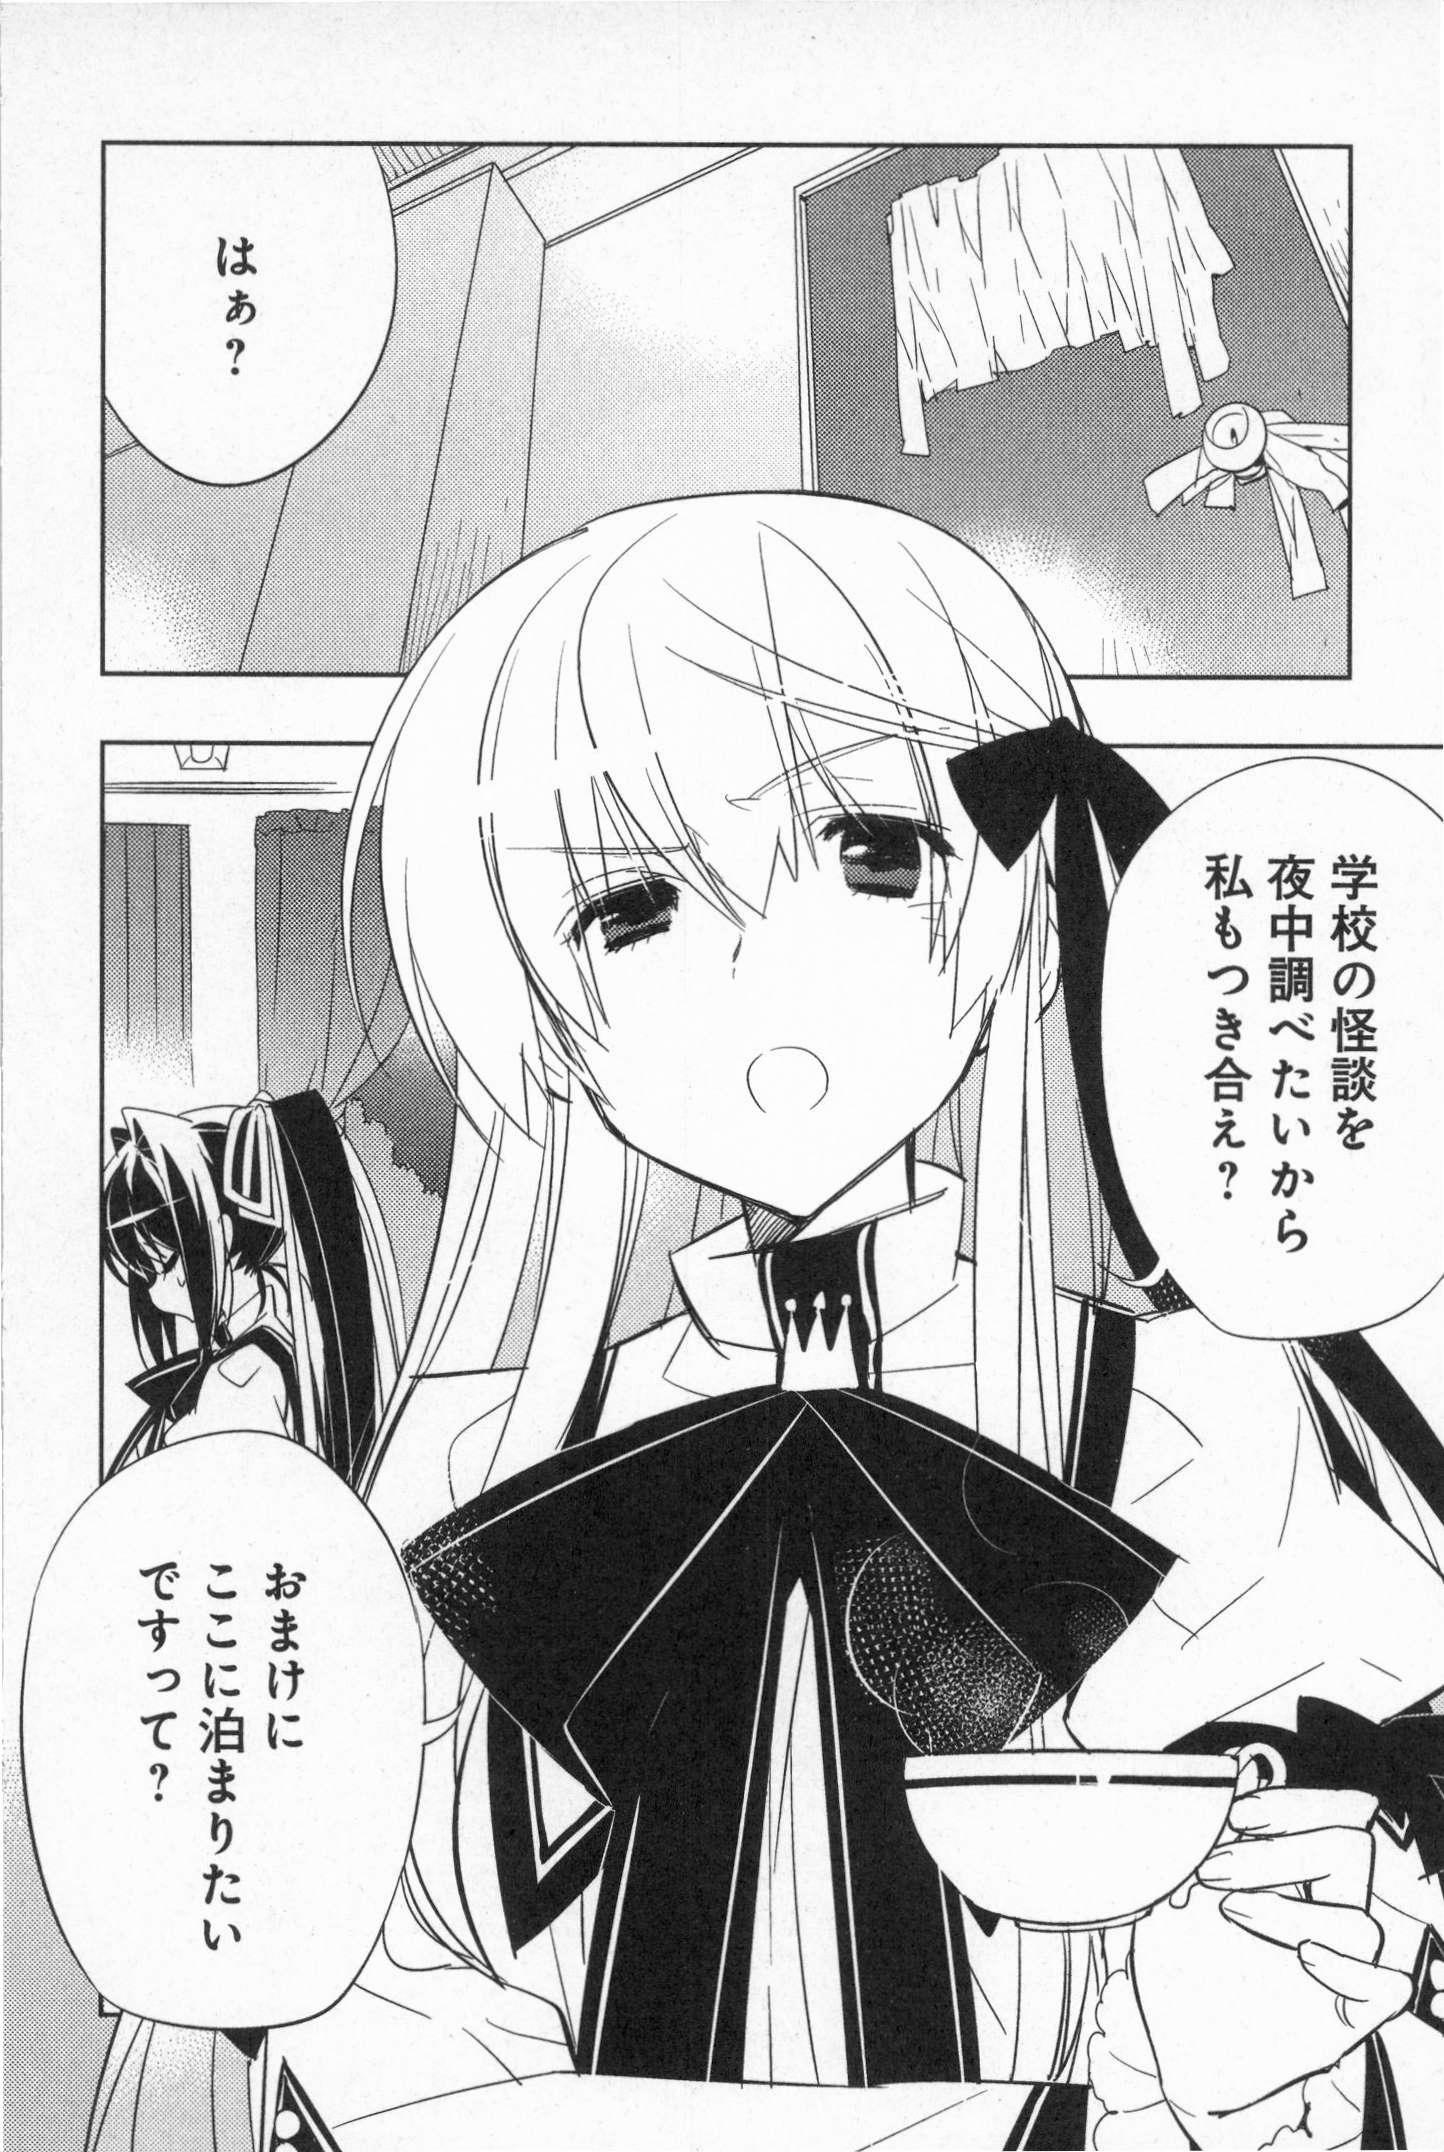 はぁ？
学校の怪談を
夜中調べたいから
私もつき合え？
おまけに
ここに泊まりたい
ですって？